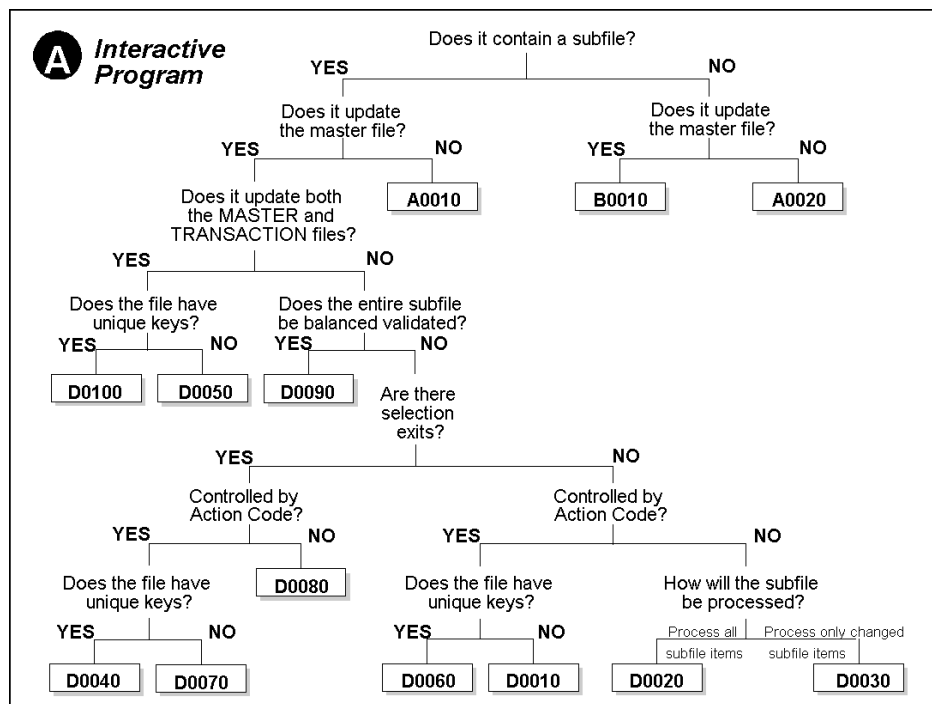 A Interactive
Program
Does it contain a subfile?
YES NO
Does it update
the master file?
Does it update
the master file?
YES NO YES NO
A0010 B0010 A0020
Does it update both
the MASTER and
TRANSACTION files?
YES NO
Does the file have
unique keys?
Does the entire subfile
be balanced validated?
YES NO YES NO
D0100 D0050 D0090
Are there
selection
exits?
YES NO
Controlled by
Action Code?
Controlled by
Action Code?
YES NO YES NO
D0080
Does the file have
unique keys?
Does the file have
unique keys?
How will the subfile
be processed?
YES NO YES NO
Process all
subfile items
Process only changed
subfile items
D0040 D0070 D0060 D0010 D0020 D0030